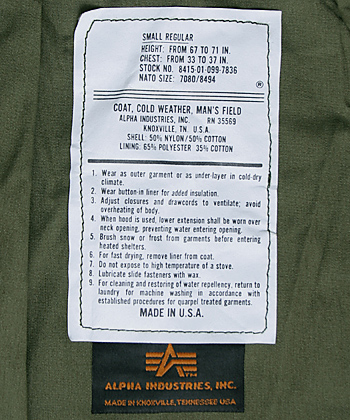 SMALL REGULAR
HEIGHT: FROM 67 TO 71 IN.
CHEST: FROM 33 TO 37 IN.
STOCK NO. 8415-01-099-7836
NATO SIZE: 7080/8494
®
COAT, COLD WEATHER, MAN'S FIELD
ALPHA INDUSTRIES, INC. RN 35569
KNOXVILLE, TN. U.S.A.
SHELL: 50% NYLON/50% COTTON
LINING: 65% POLYESTER 35% COTTON
1. Wear as outer garment or as under-layer in cold-dry
climate.
2. Wear button-in liner for added insulation.
3. Adjust closures and drawcords to ventilate; avoid
overheating of body.
4. When hood is used, lower extension shall be worn over
neck opening, preventing water entering opening.
5. Brush snow or frost from garments before entering
heated shelters.
6. For fast drying, remove liner from coat.
7. Do not expose to high temperature of a stove.
8. Lubricate slide fasteners with wax.
9. For cleaning and restoring of water repellency, return to
laundry for machine washing in accordance with
established procedures for quarpel treated garments.
MADE IN U.S.A.
TM
ALPHA INDUSTRIES, INC.
MADE IN KNOXVILLE, TENNESSEE USA